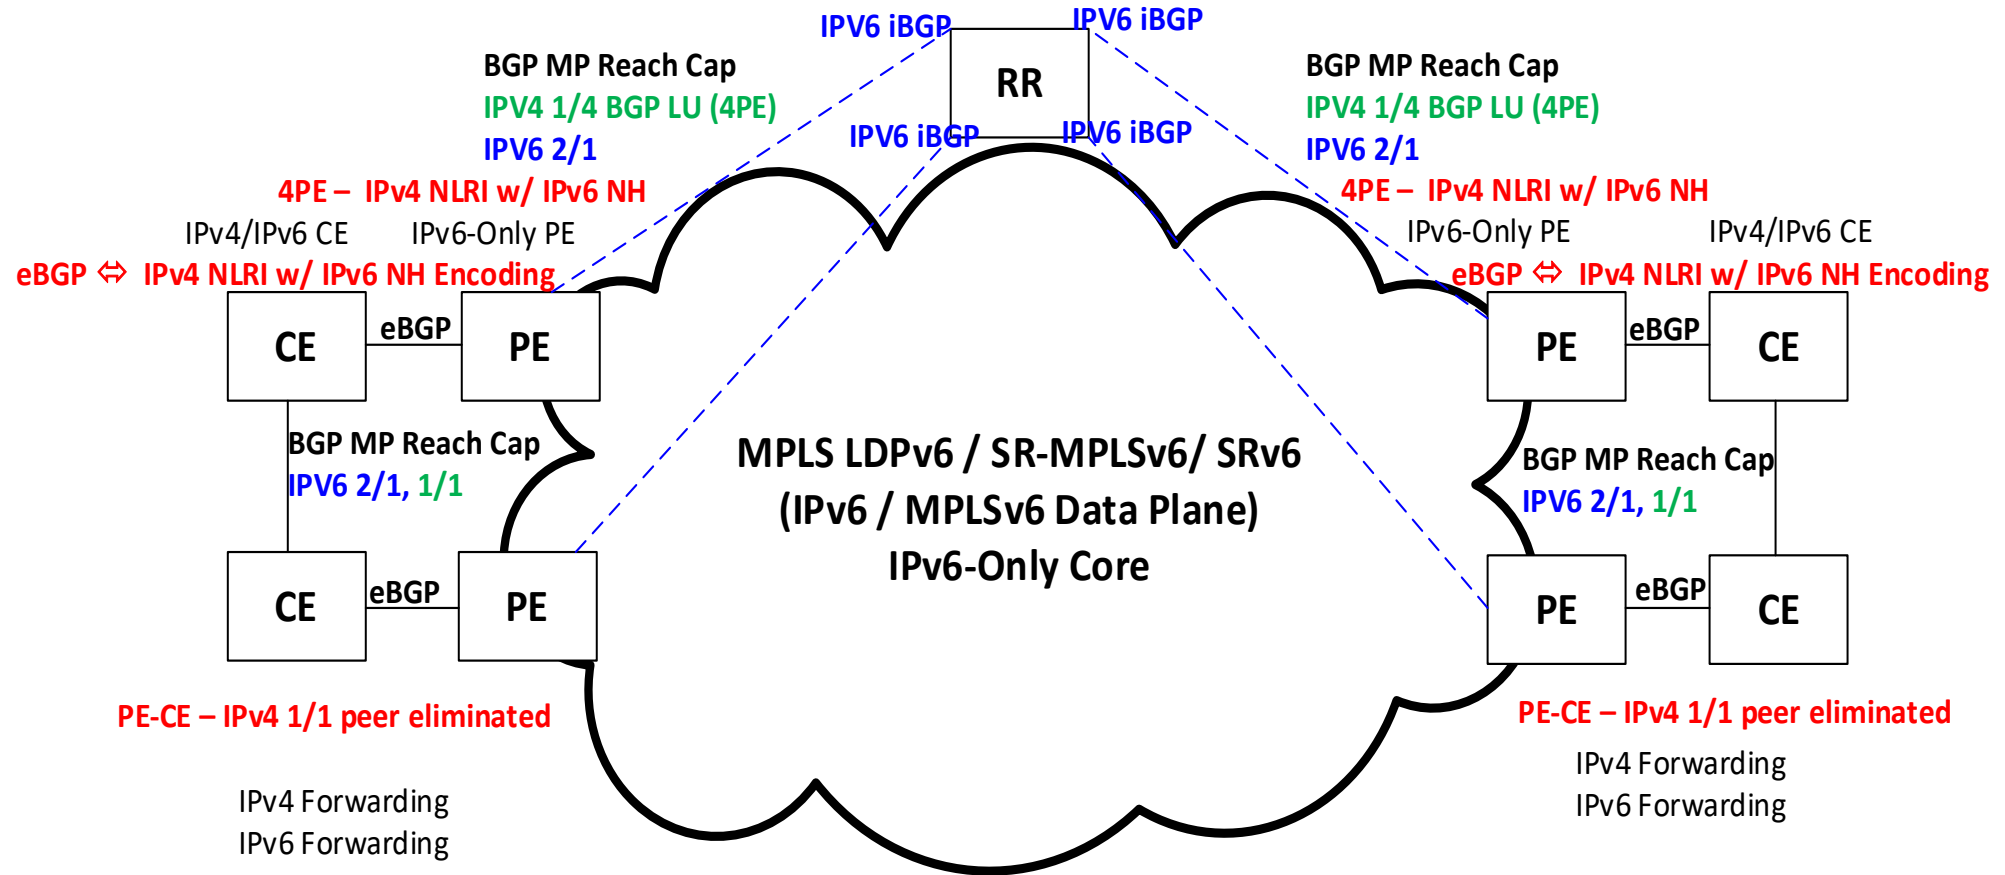 IPV6 iBGP
IPV6 iBGP
BGP MP Reach Cap
IPV4 1/4 BGP LU (4PE)
IPV6 2/1
RR
BGP MP Reach Cap
IPV4 1/4 BGP LU (4PE)
IPV6 2/1
IPV6 iBGP
IPV6 iBGP
4PE – IPv4 NLRI w/ IPv6 NH
4PE – IPv4 NLRI w/ IPv6 NH
IPv4/IPv6 CE
IPv6-Only PE
IPv6-Only PE
IPv4/IPv6 CE
eBGP ⇔ IPv4 NLRI w/ IPv6 NH Encoding
eBGP ⇔ IPv4 NLRI w/ IPv6 NH Encoding
CE
eBGP
PE
PE
eBGP
CE
BGP MP Reach Cap
IPV6 2/1, 1/1
MPLS LDPv6 / SR-MPLSv6/ SRv6
(IPv6 / MPLSv6 Data Plane)
IPv6-Only Core
BGP MP Reach Cap
IPV6 2/1, 1/1
CE
eBGP
PE
PE
eBGP
CE
PE-CE – IPv4 1/1 peer eliminated
PE-CE – IPv4 1/1 peer eliminated
IPv4 Forwarding
IPv6 Forwarding
IPv4 Forwarding
IPv6 Forwarding